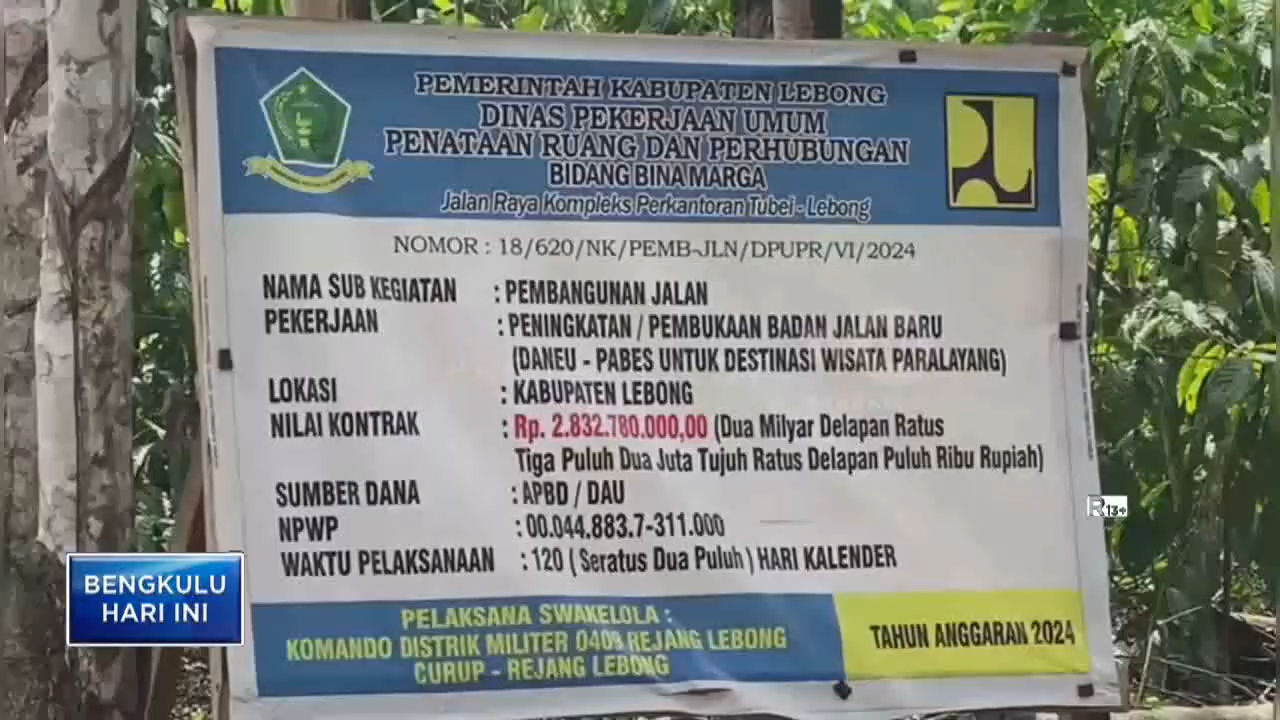 PEMERINTAH KABUPATEN LEBONG
DINAS PEKERJAAN UMUM
PENATAAN RUANG DAN PERHUBUNGAN
BIDANG BINA MARGA
Jalan Raya Kompleks Perkantoran Tubei - Lebong
NOMOR : 18/620/NK/PEMB-JLN/DPUPR/VI/2024
NAMA SUB KEGIATAN : PEMBANGUNAN JALAN
PEKERJAAN : PENINGKATAN / PEMBUKAAN BADAN JALAN BARU
(DANEU - PABES UNTUK DESTINASI WISATA PARALAYANG)
LOKASI : KABUPATEN LEBONG
NILAI KONTRAK : Rp. 2.832.780.000,00 (Dua Milyar Delapan Ratus
Tiga Puluh Dua Juta Tujuh Ratus Delapan Puluh Ribu Rupiah)
SUMBER DANA : APBD / DAU
NPWP : 00.044.883.7-311.000
WAKTU PELAKSANAAN : 120 ( Seratus Dua Puluh ) HARI KALENDER
PELAKSANA SWAKELOLA :
KOMANDO DISTRIK MILITER 0409 REJANG LEBONG
CURUP - REJANG LEBONG
TAHUN ANGGARAN 2024
BENGKULU
HARI INI
R 13+